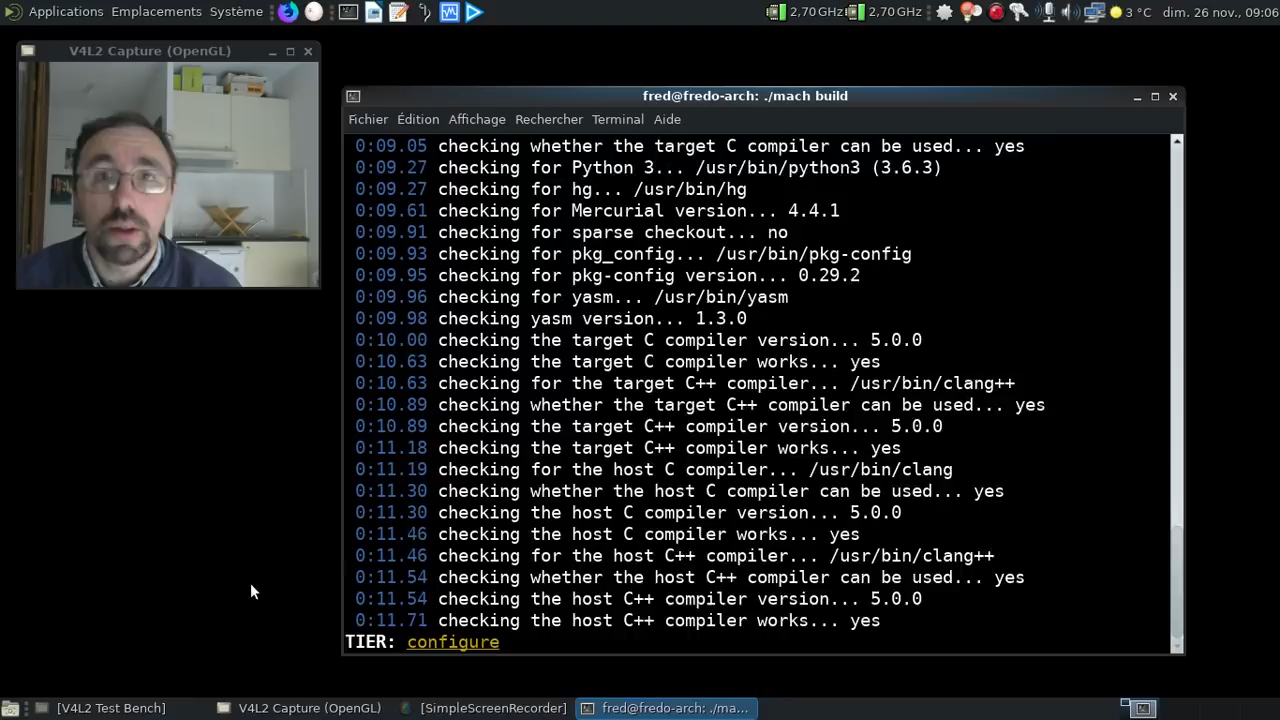 Applications Emplacements Système
2,70 GHz 2,70 GHz 3 °C dim. 26 nov., 09:06
V4L2 Capture (OpenGL)
fred@fredo-arch: ./mach build
Fichier Édition Affichage Rechercher Terminal Aide
0:09.05 checking whether the target C compiler can be used... yes
0:09.27 checking for Python 3... /usr/bin/python3 (3.6.3)
0:09.27 checking for hg... /usr/bin/hg
0:09.61 checking for Mercurial version... 4.4.1
0:09.91 checking for sparse checkout... no
0:09.93 checking for pkg_config... /usr/bin/pkg-config
0:09.95 checking for pkg-config version... 0.29.2
0:09.96 checking for yasm... /usr/bin/yasm
0:09.98 checking yasm version... 1.3.0
0:10.00 checking the target C compiler version... 5.0.0
0:10.63 checking the target C compiler works... yes
0:10.63 checking for the target C++ compiler... /usr/bin/clang++
0:10.89 checking whether the target C++ compiler can be used... yes
0:10.89 checking the target C++ compiler version... 5.0.0
0:11.18 checking the target C++ compiler works... yes
0:11.19 checking for the host C compiler... /usr/bin/clang
0:11.30 checking whether the host C compiler can be used... yes
0:11.30 checking the host C compiler version... 5.0.0
0:11.46 checking the host C compiler works... yes
0:11.46 checking for the host C++ compiler... /usr/bin/clang++
0:11.54 checking whether the host C++ compiler can be used... yes
0:11.54 checking the host C++ compiler version... 5.0.0
0:11.71 checking the host C++ compiler works... yes
TIER: configure
[V4L2 Test Bench] V4L2 Capture (OpenGL) [SimpleScreenRecorder] fred@fredo-arch: ./ma...